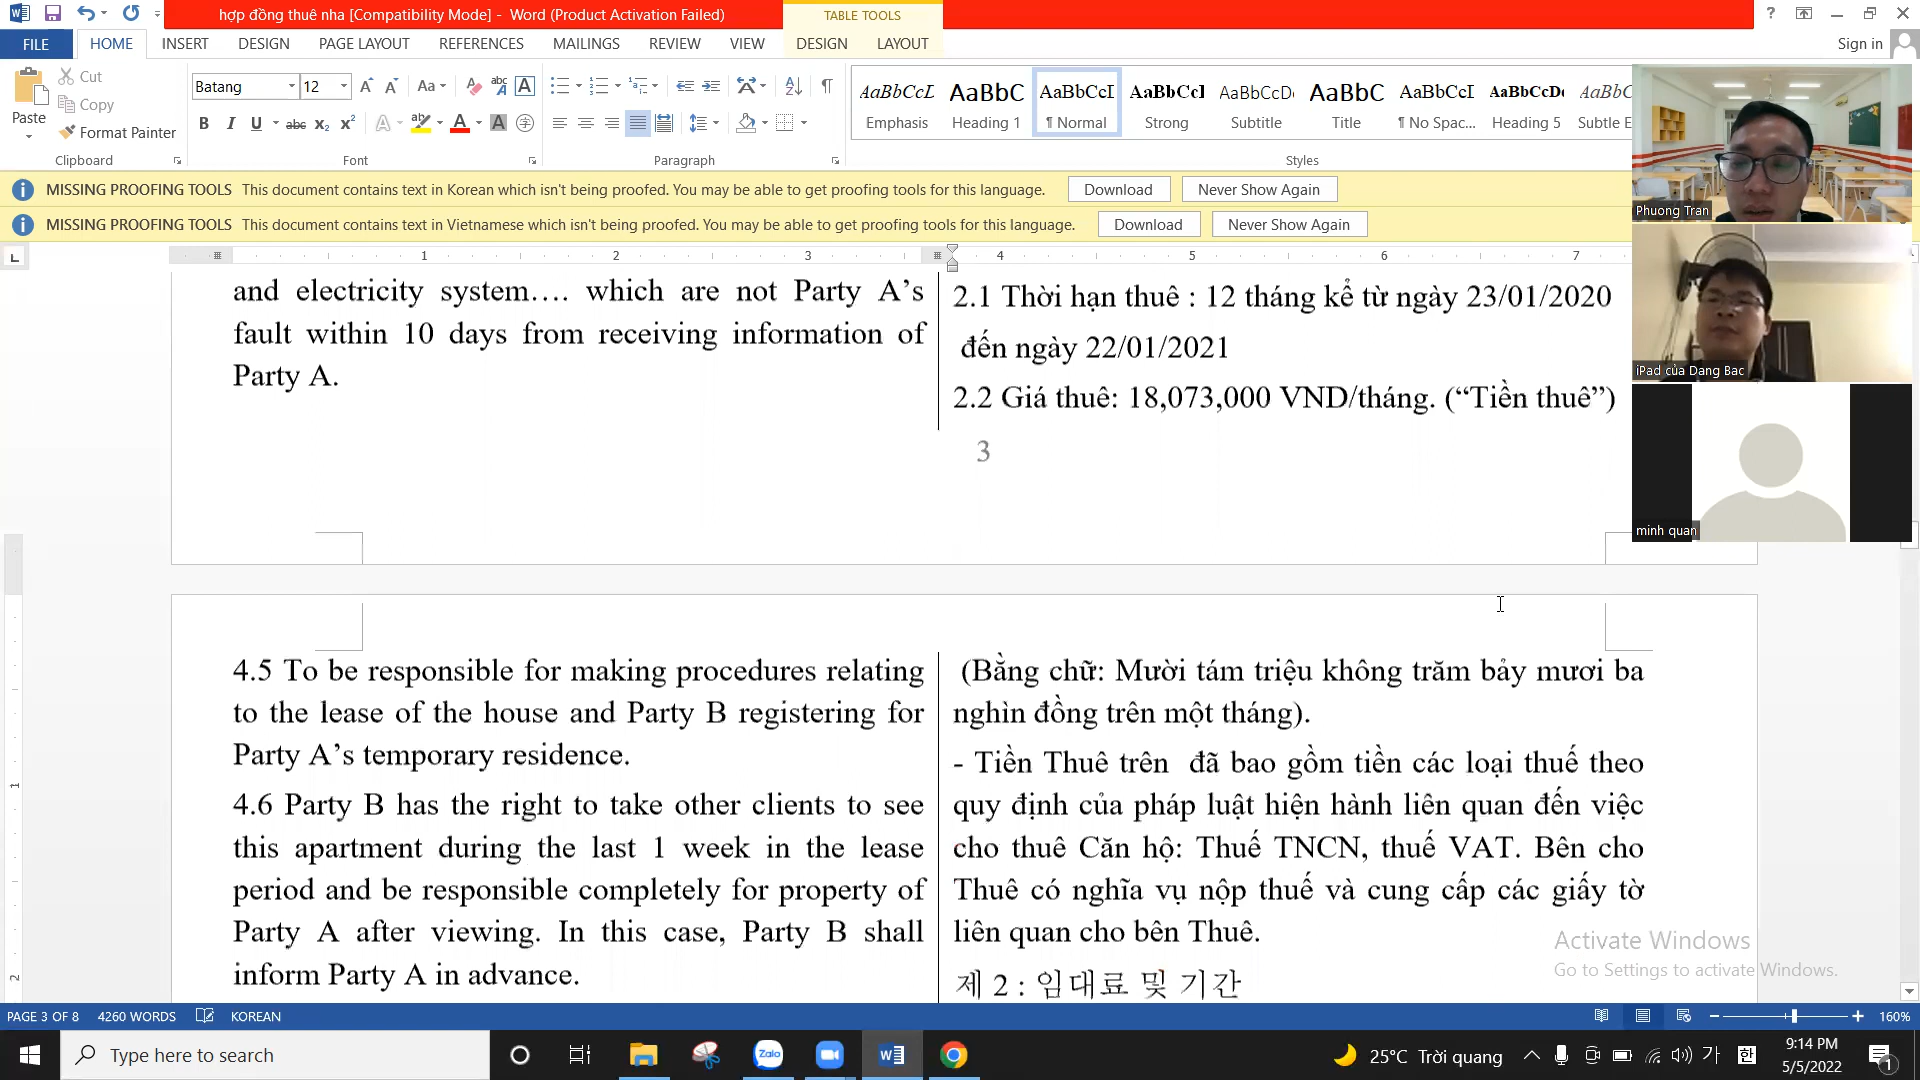 hợp đồng thuê nha [Compatibility Mode] - Word (Product Activation Failed)
TABLE TOOLS
FILE HOME INSERT DESIGN PAGE LAYOUT REFERENCES MAILINGS REVIEW VIEW DESIGN LAYOUT Sign in
Paste
Cut
Copy
Format Painter
Clipboard
Batang 12
Font
Paragraph
AaBbCcL AaBbC AaBbCcI AaBbCcI AaBbCcD AaBbC AaBbCcI AaBbCcD AaBbC
Emphasis Heading 1 ¶ Normal Strong Subtitle Title ¶ No Spac... Heading 5 Subtle E
Styles
MISSING PROOFING TOOLS This document contains text in Korean which isn't being proofed. You may be able to get proofing tools for this language. Download Never Show Again
MISSING PROOFING TOOLS This document contains text in Vietnamese which isn't being proofed. You may be able to get proofing tools for this language. Download Never Show Again
1 2 3 4 5 6 7
and electricity system…. which are not Party A’s
fault within 10 days from receiving information of
Party A.
2.1 Thời hạn thuê : 12 tháng kể từ ngày 23/01/2020
đến ngày 22/01/2021
2.2 Giá thuê: 18,073,000 VND/tháng. (“Tiền thuê”)
3
4.5 To be responsible for making procedures relating
to the lease of the house and Party B registering for
Party A’s temporary residence.
4.6 Party B has the right to take other clients to see
this apartment during the last 1 week in the lease
period and be responsible completely for property of
Party A after viewing. In this case, Party B shall
inform Party A in advance.
(Bằng chữ: Mười tám triệu không trăm bảy mươi ba
nghìn đồng trên một tháng).
- Tiền Thuê trên đã bao gồm tiền các loại thuế theo
quy định của pháp luật hiện hành liên quan đến việc
cho thuê Căn hộ: Thuế TNCN, thuế VAT. Bên cho
Thuê có nghĩa vụ nộp thuế và cung cấp các giấy tờ
liên quan cho bên Thuê.
제 2 : 임대료 및 기간
Phuong Tran
iPad của Dang Bac
minh quan
1
2
Activate Windows
Go to Settings to activate Windows.
PAGE 3 OF 8 4260 WORDS KOREAN 160%
Type here to search
Zalo
25°C Trời quang
가 한
9:14 PM
5/5/2022
1